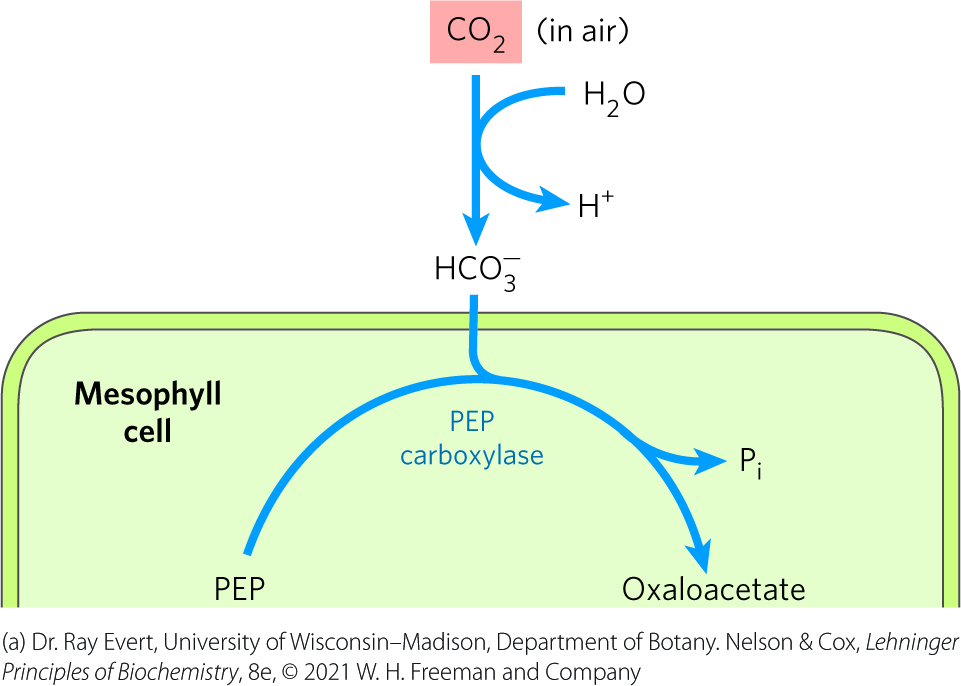 CO₂ (in air)
H₂O
H⁺
HCO₃⁻
Mesophyll
cell
PEP
carboxylase
Pᵢ
PEP
Oxaloacetate
(a) Dr. Ray Evert, University of Wisconsin–Madison, Department of Botany. Nelson & Cox, Lehninger
Principles of Biochemistry, 8e, © 2021 W. H. Freeman and Company